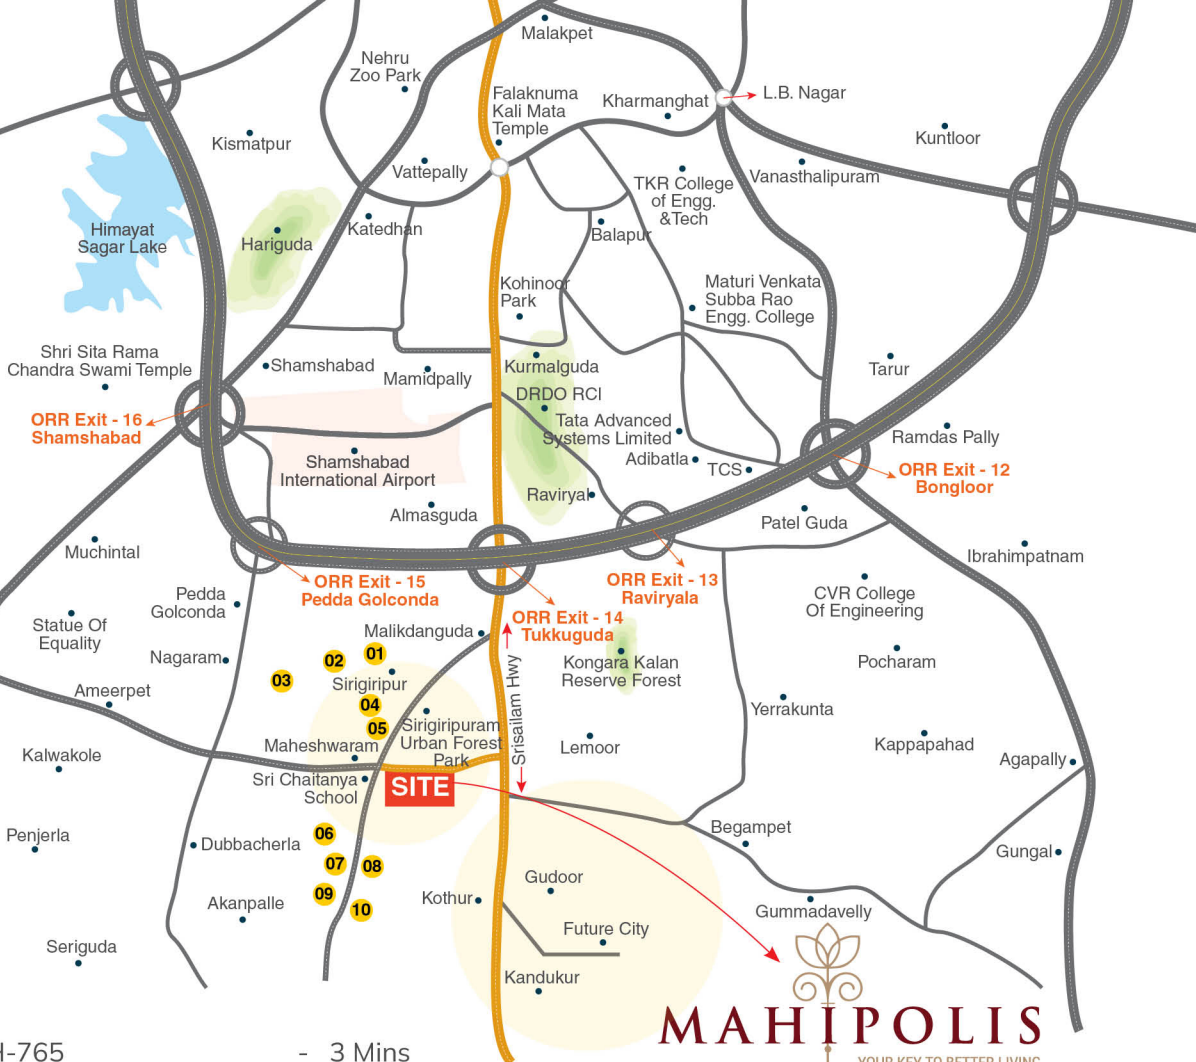 Malakpet
Nehru
Zoo Park
Falaknuma
Kali Mata
Temple
Kharmanghat
L.B. Nagar
Kuntloor
Kismatpur
Vattepally
TKR College
of Engg.
&Tech
Vanasthalipuram
Himayat
Sagar Lake
Hariguda
Katedhan
Balapur
Kohinoor
Park
Maturi Venkata
Subba Rao
Engg. College
Shri Sita Rama
Chandra Swami Temple
Shamshabad
Mamidpally
Kurmalguda
Tarur
DRDO RCI
ORR Exit - 16
Shamshabad
Tata Advanced
Systems Limited
Ramdas Pally
Shamshabad
International Airport
Adibatla
TCS
ORR Exit - 12
Bongloor
Raviryal
Almasguda
Patel Guda
Muchintal
Ibrahimpatnam
ORR Exit - 15
Pedda Golconda
ORR Exit - 13
Raviryala
Pedda
Golconda
CVR College
Of Engineering
ORR Exit - 14
Tukkuguda
Statue Of
Equality
Malikdanguda
Nagaram
01
02
03
Sirigiripur
Kongara Kalan
Reserve Forest
Pocharam
Ameerpet
04
05
Srisailam Hwy
Yerrakunta
Sirigiripuram
Urban Forest
Park
Maheshwaram
Lemoor
Kappapahad
Kalwakole
Agapally
Sri Chaitanya
School
SITE
Penjerla
06
Dubbacherla
Begampet
07
08
Gungal
09
10
Gudoor
Akanpalle
Kothur
Gummadavelly
Future City
Seriguda
Kandukur
MAHIPOLIS
YOUR KEY TO BETTER LIVING
H-765 - 3 Mins